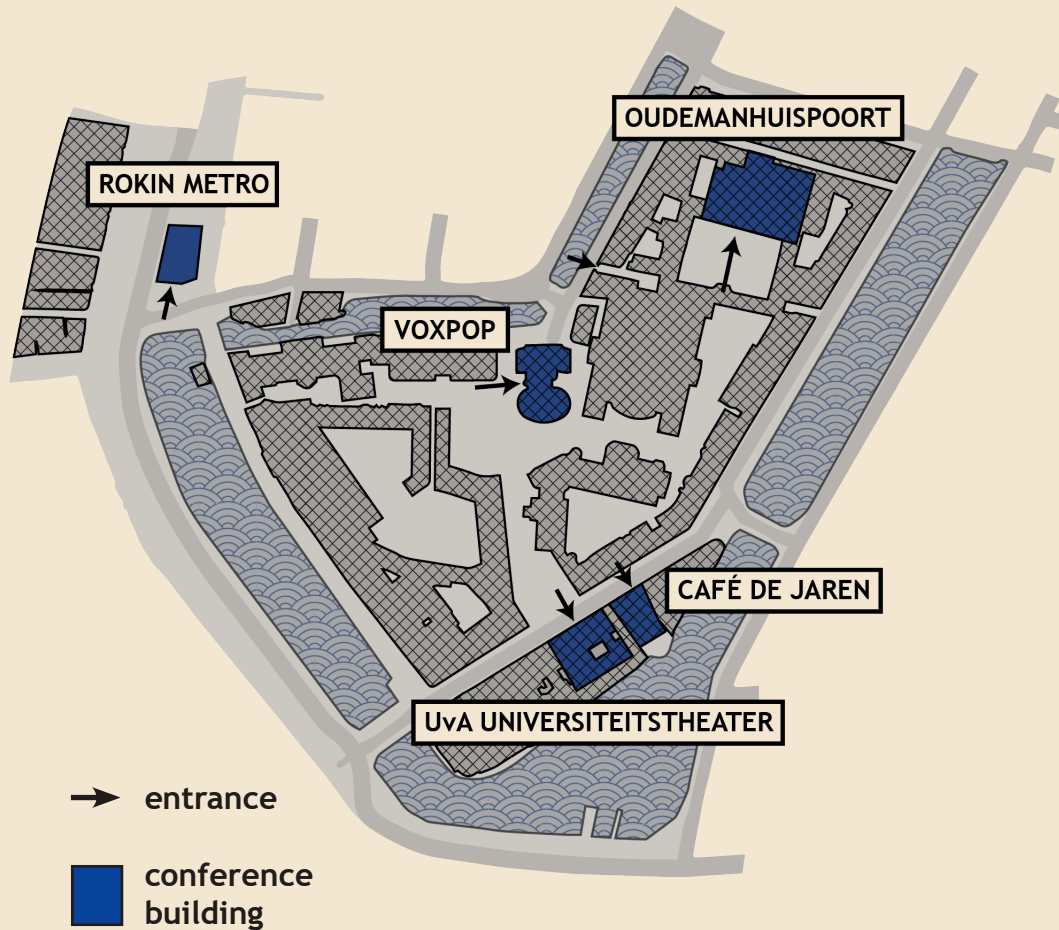 OUDEMANHUISPOORT
ROKIN METRO
VOXPOP
CAFÉ DE JAREN
UvA UNIVERSITEITSTHEATER
entrance
conference
building